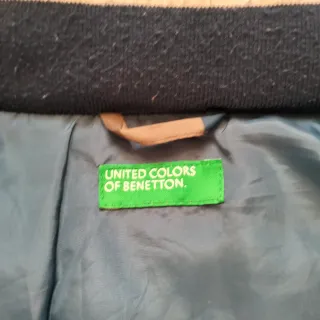 UNITED COLORS
OF BENETTON.